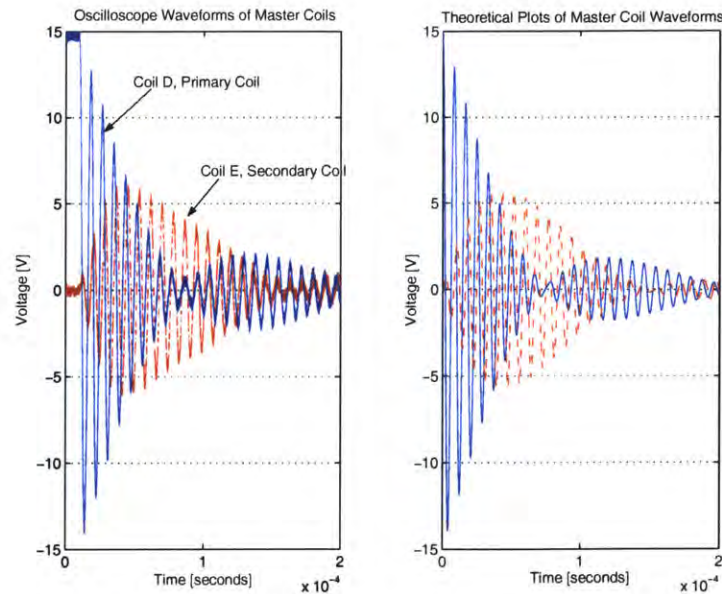 Oscilloscope Waveforms of Master Coils
15
10
5
0
−5
−10
−15
Voltage [V]
Coil D, Primary Coil
Coil E, Secondary Coil
0
1
2
Time [seconds]
x 10⁻⁴
Theoretical Plots of Master Coil Waveforms
15
10
5
0
−5
−10
−15
Voltage [V]
0
1
2
Time [seconds]
x 10⁻⁴